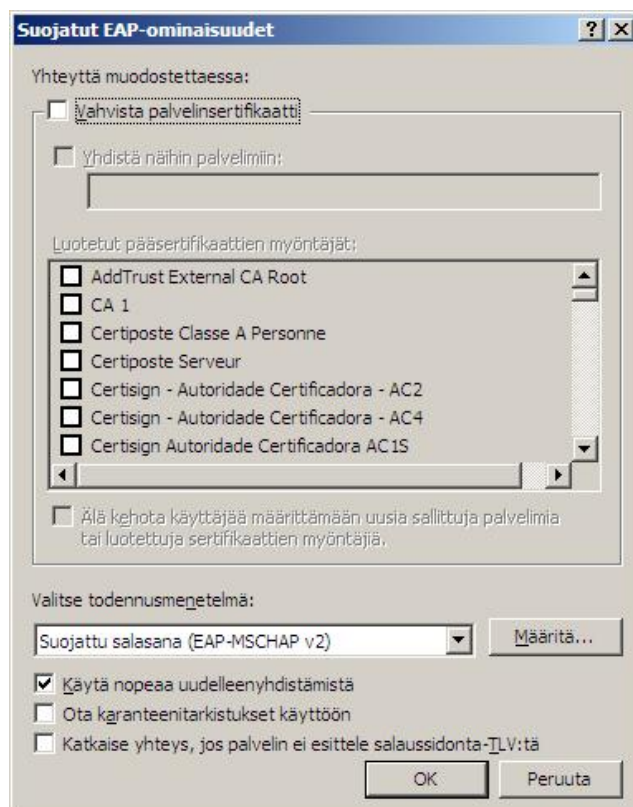 Suojatut EAP-ominaisuudet
Yhteyttä muodostettaessa:
Vahvista palvelinsertifikaatti
Yhdistä näihin palvelimiin:
Luotetut pääsertifikaattien myöntäjät:
AddTrust External CA Root
CA 1
Certiposte Classe A Personne
Certiposte Serveur
Certisign - Autoridade Certificadora - AC2
Certisign - Autoridade Certificadora - AC4
Certisign Autoridade Certificadora AC1S
Älä kehota käyttäjää määrittämään uusia sallittuja palvelimia
tai luotettuja sertifikaattien myöntäjiä.
Valitse todennusmenetelmä:
Suojattu salasana (EAP-MSCHAP v2)
Määritä...
Käytä nopeaa uudelleenyhdistämistä
Ota karanteenitarkistukset käyttöön
Katkaise yhteys, jos palvelin ei esittele salaussidonta-TLV:tä
OK
Peruuta